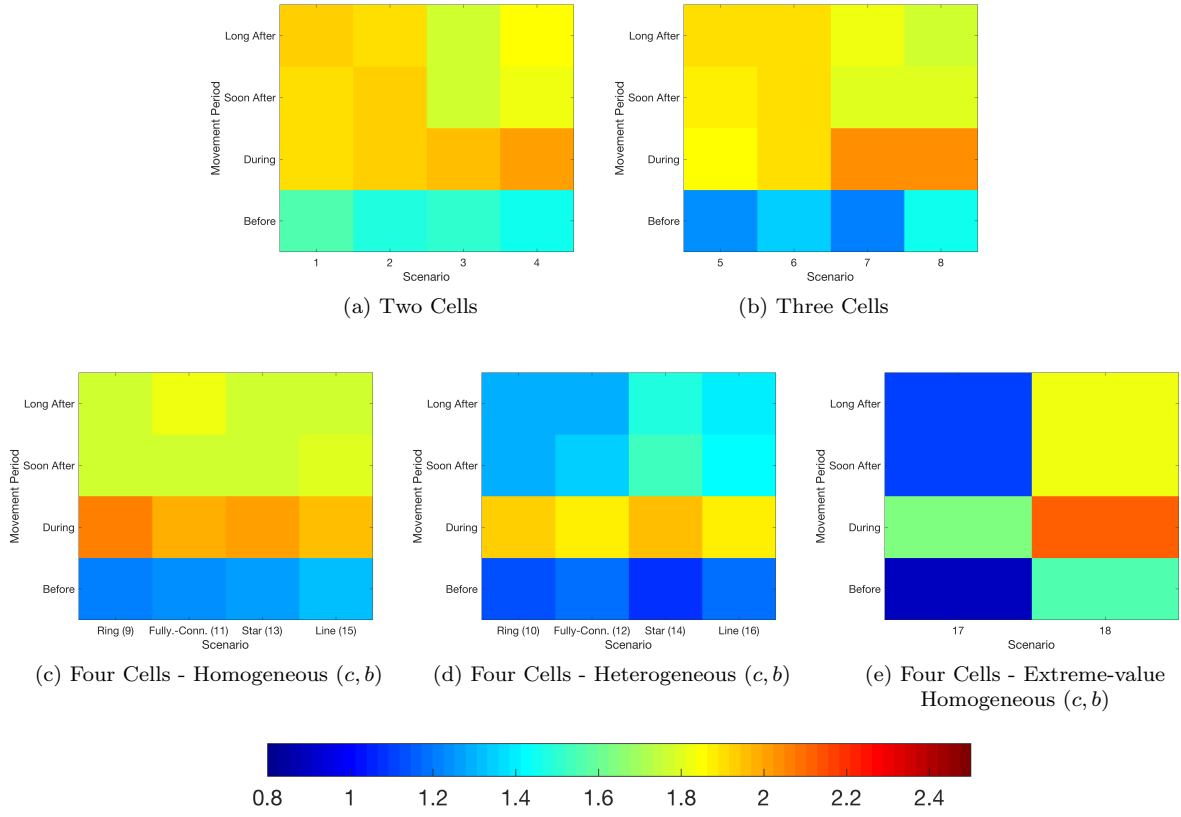 Movement Period
Long After
Soon After
During
Before
1 2 3 4
Scenario
(a) Two Cells
Movement Period
Long After
Soon After
During
Before
5 6 7 8
Scenario
(b) Three Cells
Movement Period
Long After
Soon After
During
Before
Ring (9) Fully.-Conn. (11) Star (13) Line (15)
Scenario
(c) Four Cells - Homogeneous (c, b)
Movement Period
Long After
Soon After
During
Before
Ring (10) Fully-Conn. (12) Star (14) Line (16)
Scenario
(d) Four Cells - Heterogeneous (c, b)
Movement Period
Long After
Soon After
During
Before
17 18
Scenario
(e) Four Cells - Extreme-value
Homogeneous (c, b)
0.8 1 1.2 1.4 1.6 1.8 2 2.2 2.4